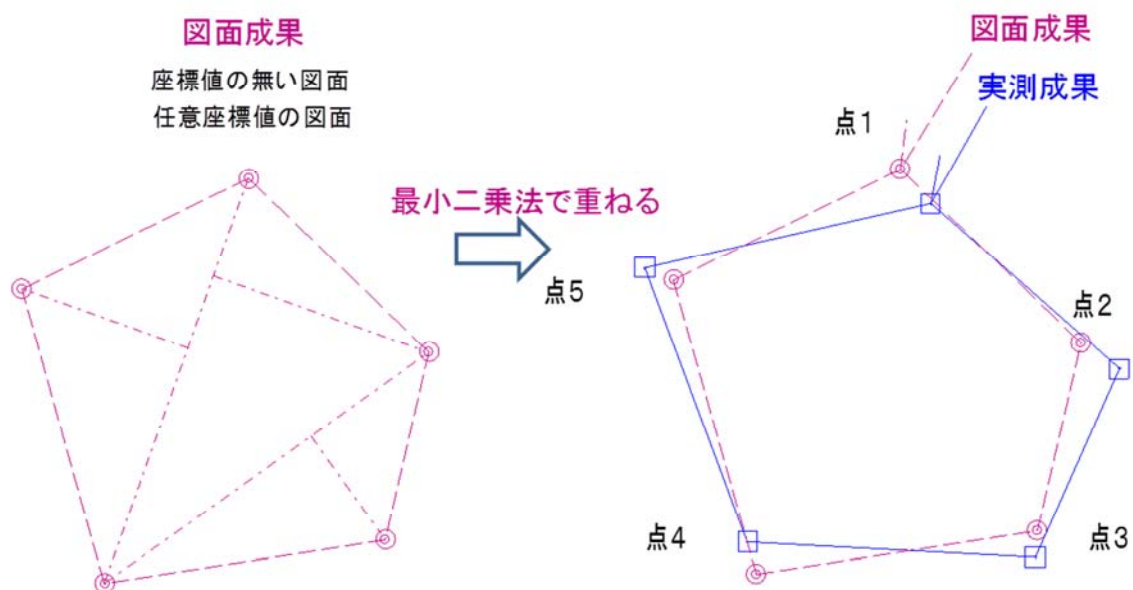 図面成果
座標値の無い図面
任意座標値の図面
最小二乗法で重ねる
図面成果
実測成果
点1
点2
点5
点4
点3